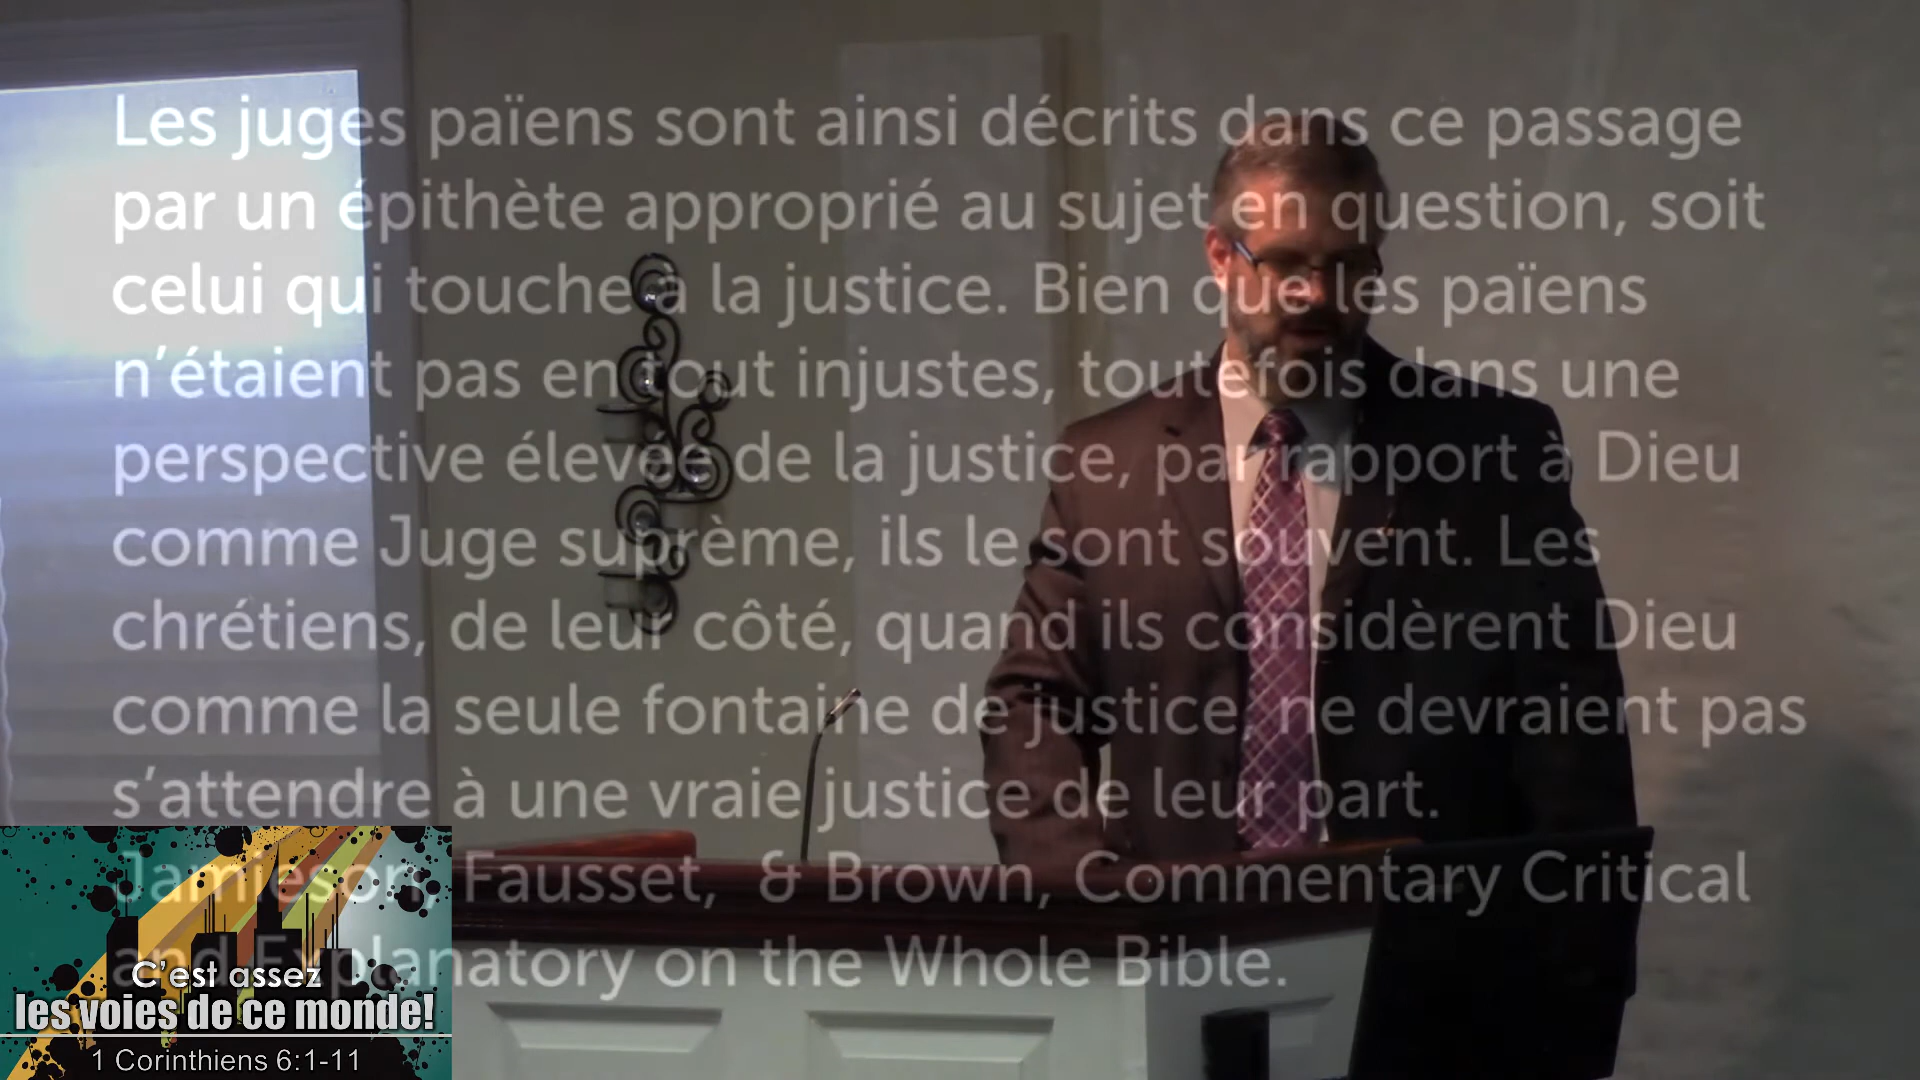 Les juges païens sont ainsi décrits dans ce passage
par un épithète approprié au sujet en question, soit
celui qui touche à la justice. Bien que les païens
n’étaient pas en tout injustes, toutefois dans une
perspective élevée de la justice, par rapport à Dieu
comme Juge suprème, ils le sont souvent. Les
chrétiens, de leur côté, quand ils considèrent Dieu
comme la seule fontaine de justice, ne devraient pas
s’attendre à une vraie justice de leur part.
Jamieson, Fausset, & Brown, Commentary Critical
and Explanatory on the Whole Bible.
C’est assez
les voies de ce monde!
1 Corinthiens 6:1-11